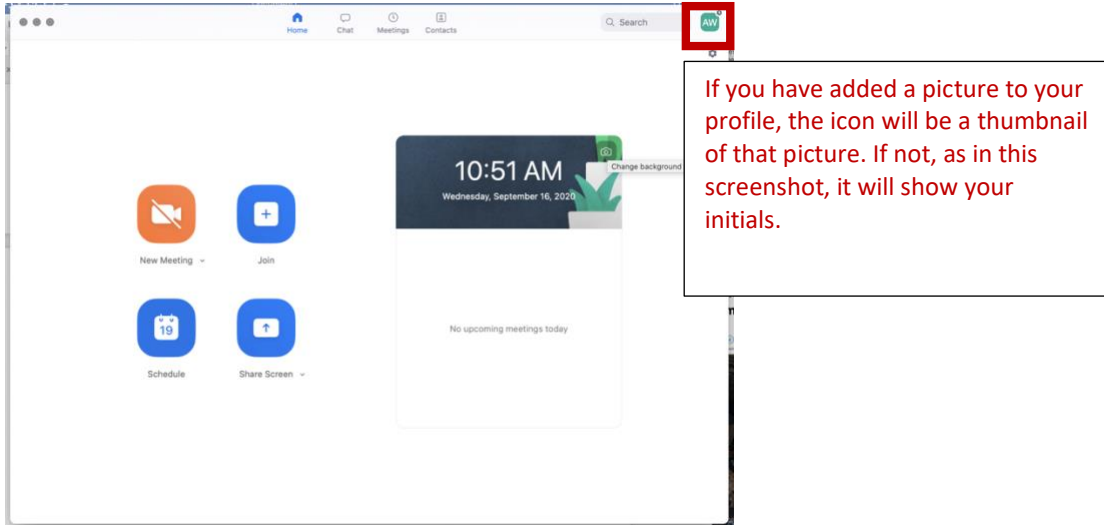 Home
Chat
Meetings
Contacts
Search
AW
If you have added a picture to your
profile, the icon will be a thumbnail
of that picture. If not, as in this
screenshot, it will show your
initials.
10:51 AM
Change background
Wednesday, September 16, 2020
New Meeting
Join
19
No upcoming meetings today
Schedule
Share Screen